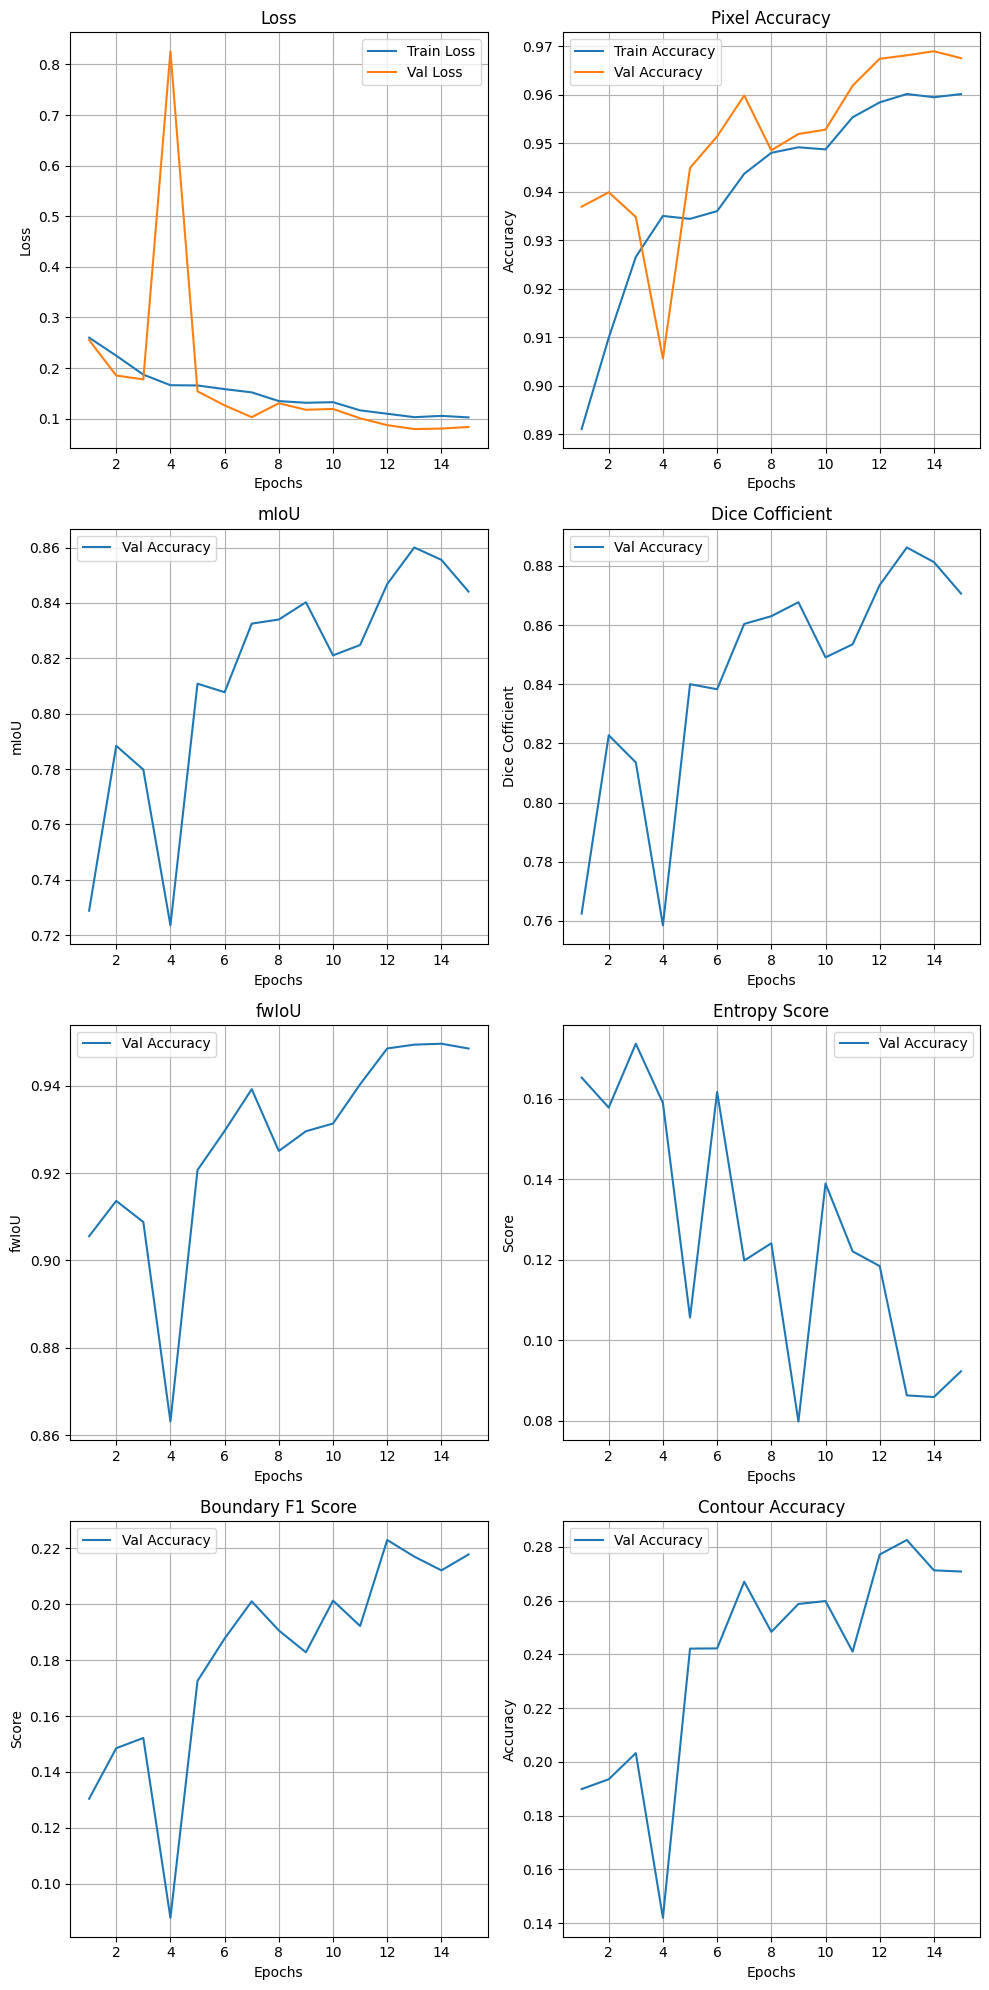 Loss
Train Loss
Val Loss
0.8
0.7
0.6
0.5
0.4
0.3
0.2
0.1
Loss
2 4 6 8 10 12 14
Epochs
Pixel Accuracy
Train Accuracy
Val Accuracy
0.97
0.96
0.95
0.94
0.93
0.92
0.91
0.90
0.89
Accuracy
2 4 6 8 10 12 14
Epochs
mIoU
Val Accuracy
0.86
0.84
0.82
0.80
0.78
0.76
0.74
0.72
mIoU
2 4 6 8 10 12 14
Epochs
Dice Cofficient
Val Accuracy
0.88
0.86
0.84
0.82
0.80
0.78
0.76
Dice Cofficient
2 4 6 8 10 12 14
Epochs
fwIoU
Val Accuracy
0.94
0.92
0.90
0.88
0.86
fwIoU
2 4 6 8 10 12 14
Epochs
Entropy Score
Val Accuracy
0.16
0.14
0.12
0.10
0.08
Score
2 4 6 8 10 12 14
Epochs
Boundary F1 Score
Val Accuracy
0.22
0.20
0.18
0.16
0.14
0.12
0.10
Score
2 4 6 8 10 12 14
Epochs
Contour Accuracy
Val Accuracy
0.28
0.26
0.24
0.22
0.20
0.18
0.16
0.14
Accuracy
2 4 6 8 10 12 14
Epochs